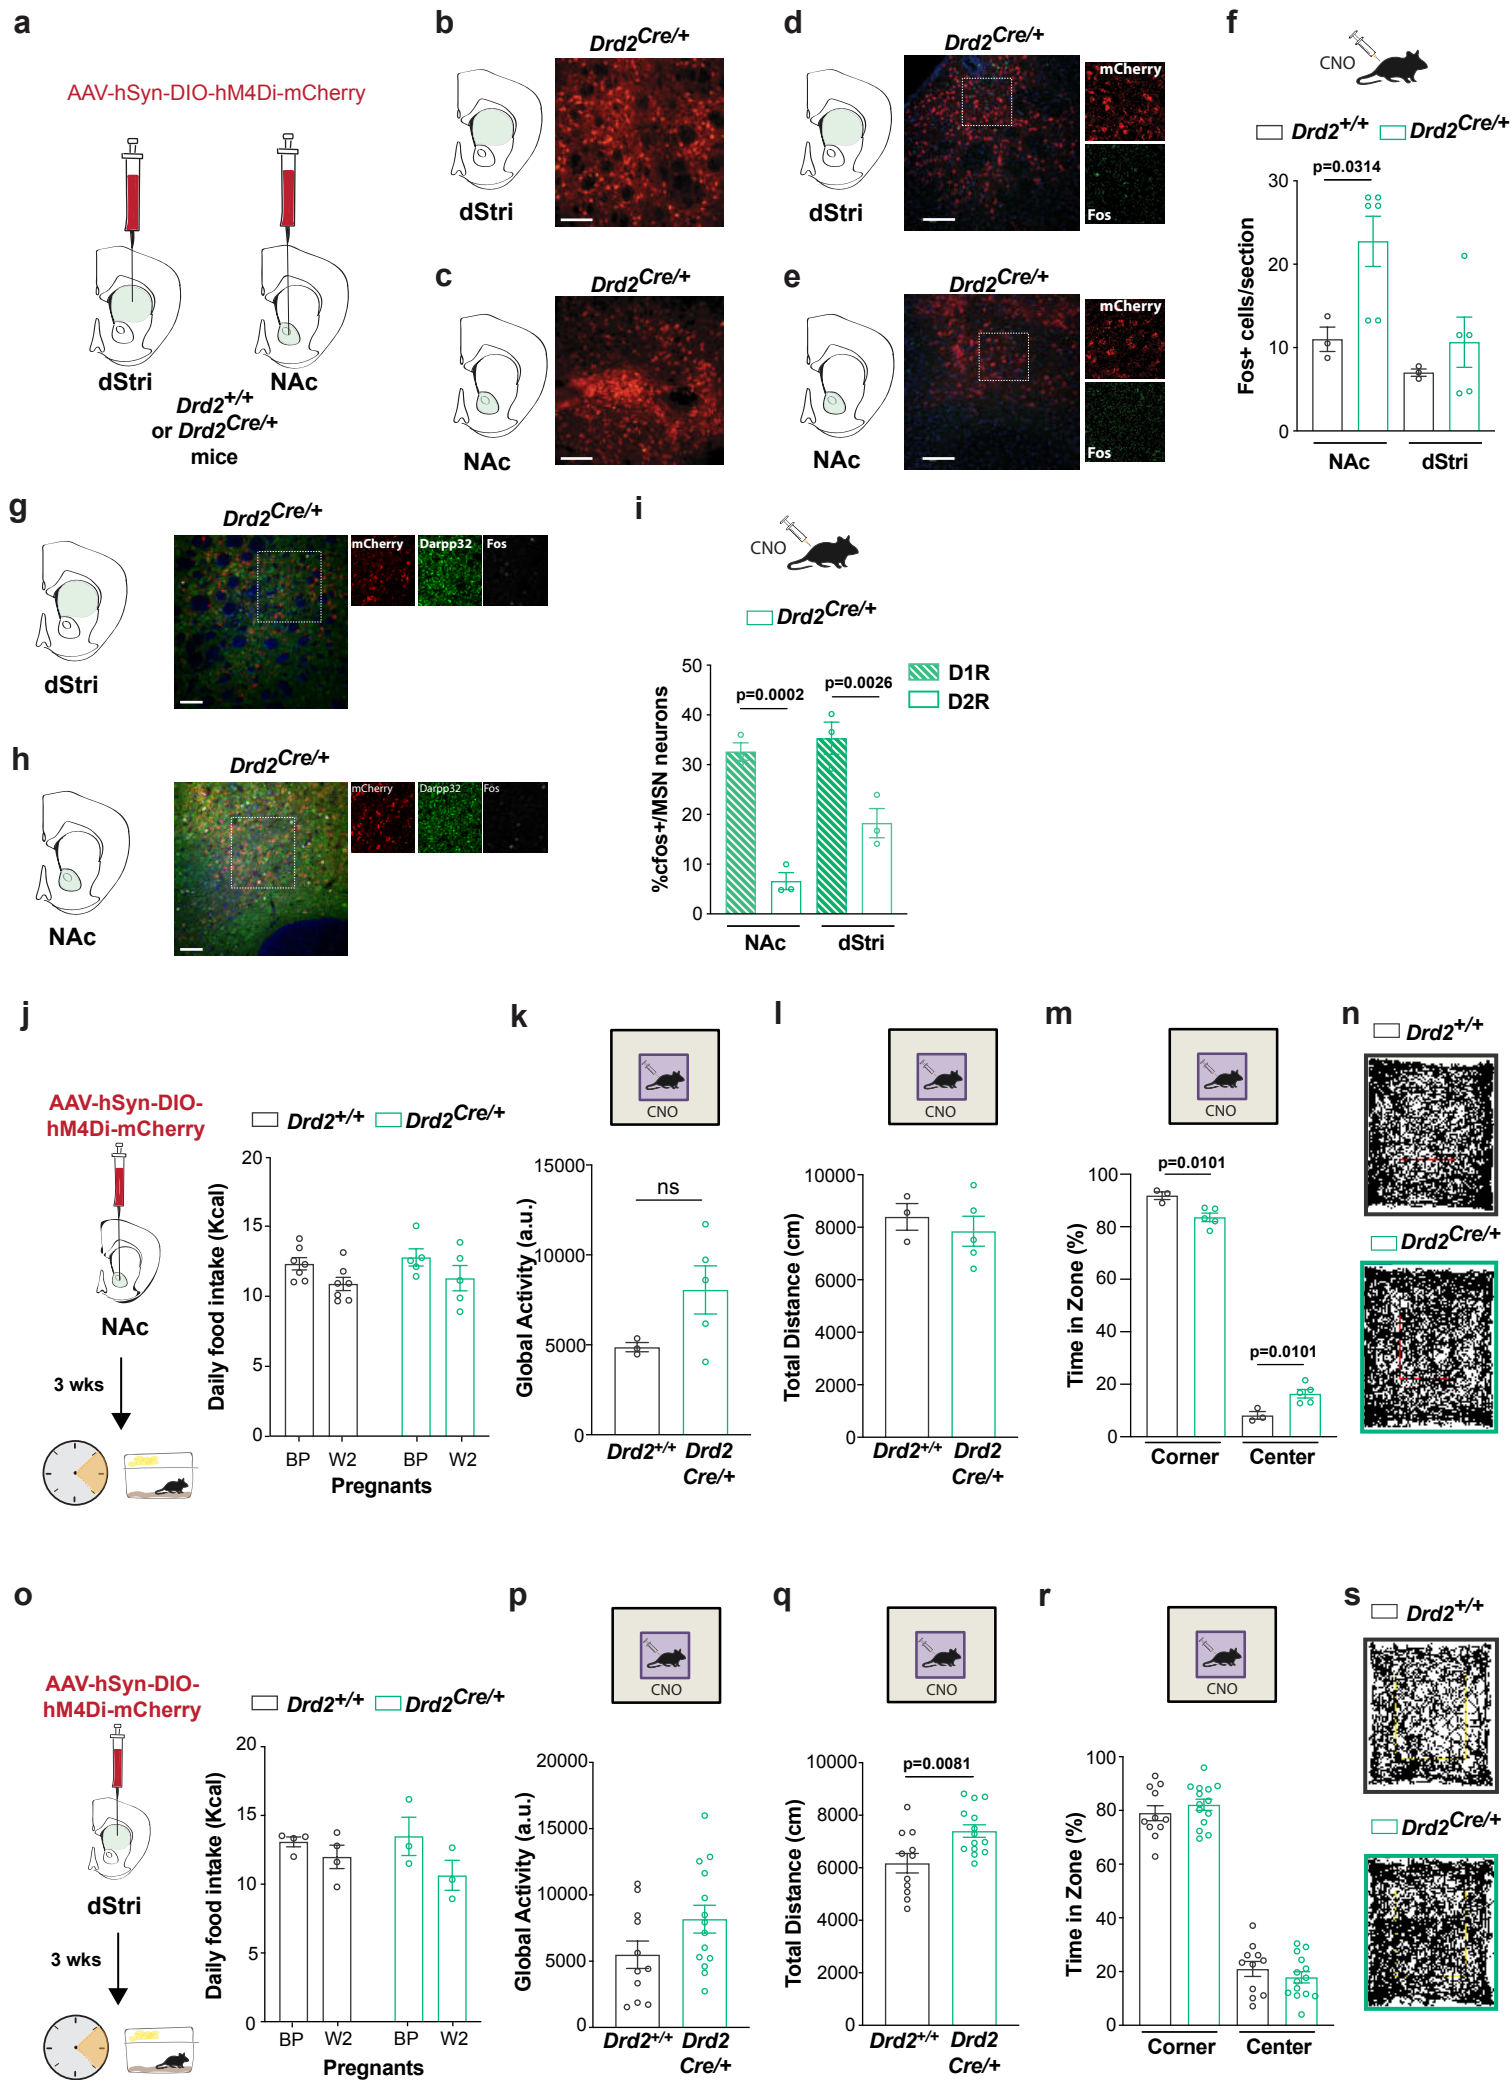 a
AAV-hSyn-DIO-hM4Di-mCherry
dStri
NAc
Drd2+/+
or Drd2Cre/+
mice
b
Drd2Cre/+
dStri
c
Drd2Cre/+
NAc
d
Drd2Cre/+
dStri
mCherry
Fos
e
Drd2Cre/+
NAc
mCherry
Fos
f
CNO
Drd2+/+
Drd2Cre/+
p=0.0314
30
20
10
0
Fos+ cells/section
NAc
dStri
g
Drd2Cre/+
dStri
mCherry
Darpp32
Fos
h
Drd2Cre/+
NAc
mCherry
Darpp32
Fos
i
CNO
Drd2Cre/+
D1R
D2R
p=0.0002
p=0.0026
50
40
30
20
10
0
%cfos+/MSN neurons
NAc
dStri
j
AAV-hSyn-DIO-
hM4Di-mCherry
NAc
3 wks
Drd2+/+
Drd2Cre/+
20
15
10
5
0
Daily food intake (Kcal)
BP
W2
BP
W2
Pregnants
k
CNO
ns
15000
10000
5000
0
Global Activity (a.u.)
Drd2+/+
Drd2
Cre/+
l
CNO
10000
8000
6000
4000
2000
0
Total Distance (cm)
Drd2+/+
Drd2
Cre/+
m
CNO
p=0.0101
p=0.0101
100
80
60
40
20
0
Time in Zone (%)
Corner
Center
n
Drd2+/+
Drd2Cre/+
o
AAV-hSyn-DIO-
hM4Di-mCherry
dStri
3 wks
Drd2+/+
Drd2Cre/+
20
15
10
5
0
Daily food intake (Kcal)
BP
W2
BP
W2
Pregnants
p
CNO
20000
15000
10000
5000
0
Global Activity (a.u.)
Drd2+/+
Drd2
Cre/+
q
CNO
p=0.0081
10000
8000
6000
4000
2000
0
Total Distance (cm)
Drd2+/+
Drd2
Cre/+
r
CNO
100
80
60
40
20
0
Time in Zone (%)
Corner
Center
s
Drd2+/+
Drd2Cre/+